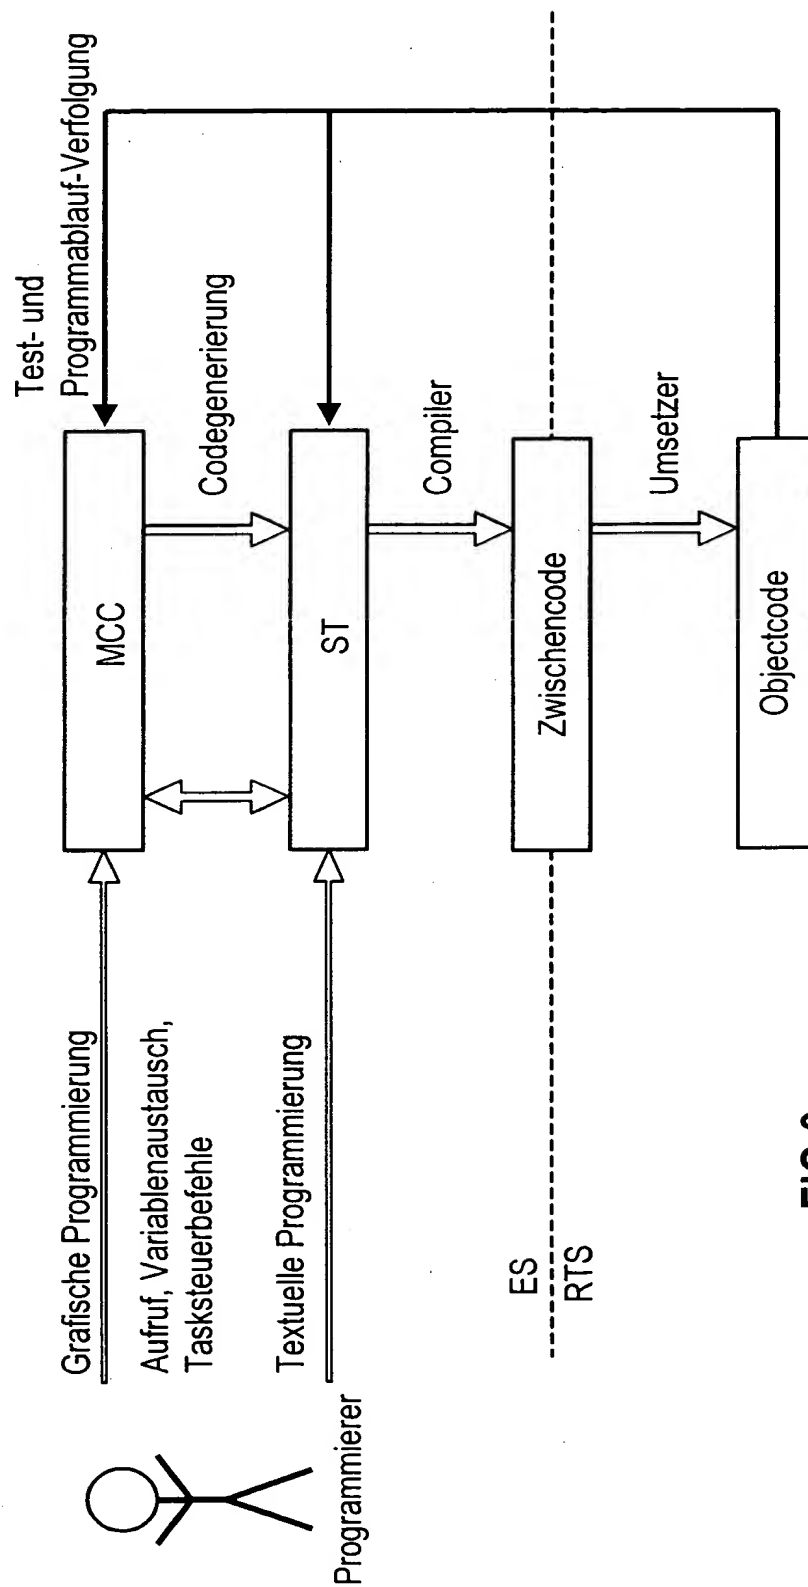 Test- und
Programmablauf-Verfolgung
Grafische Programmierung
MCC
Codegenerierung
Aufruf, Variablenaustausch,
Tasksteuerbefehle
Textuelle Programmierung
ST
Compiler
Programmierer
ES
RTS
Zwischencode
Umsetzer
Objectcode